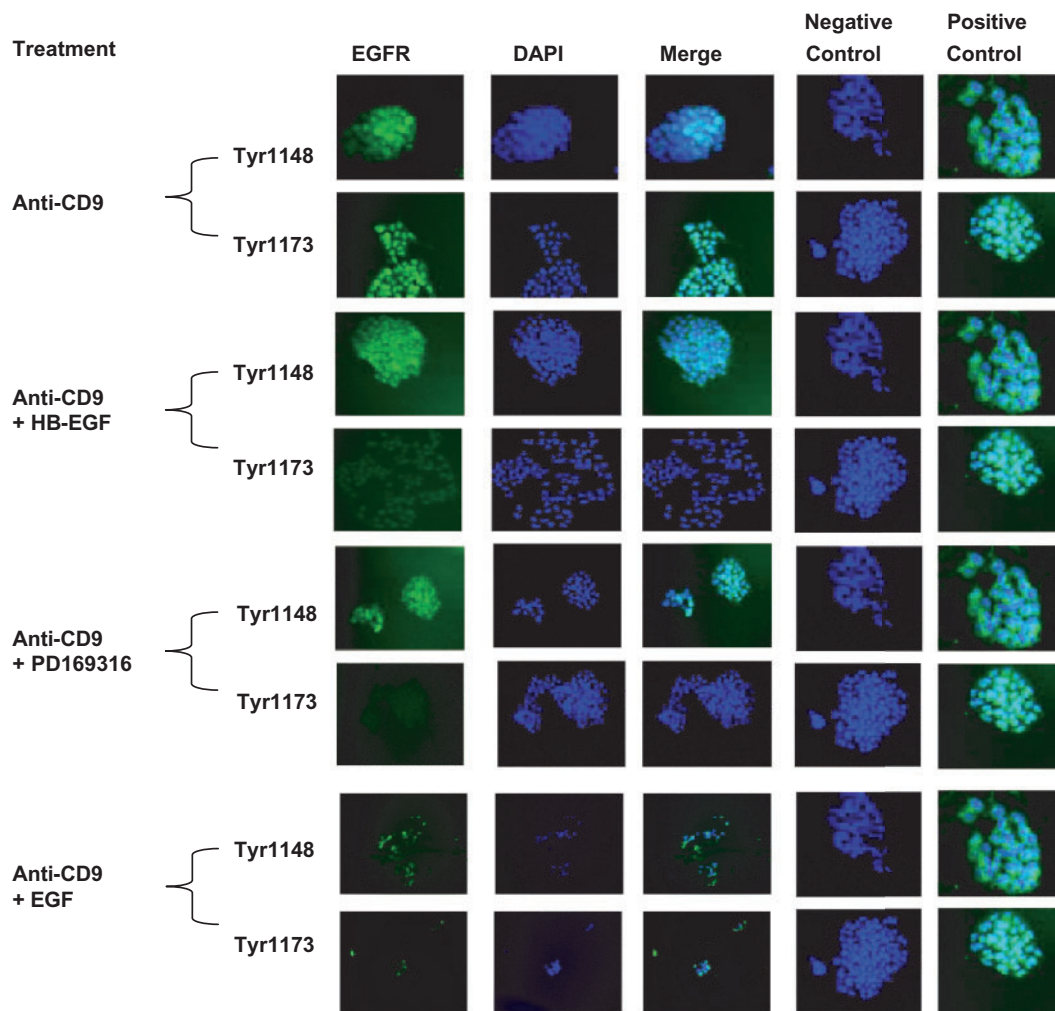 Treatment EGFR DAPI Merge Negative Control Positive Control
Anti-CD9
Tyr1148
Tyr1173
Anti-CD9 + HB-EGF
Tyr1148
Tyr1173
Anti-CD9 + PD169316
Tyr1148
Tyr1173
Anti-CD9 + EGF
Tyr1148
Tyr1173